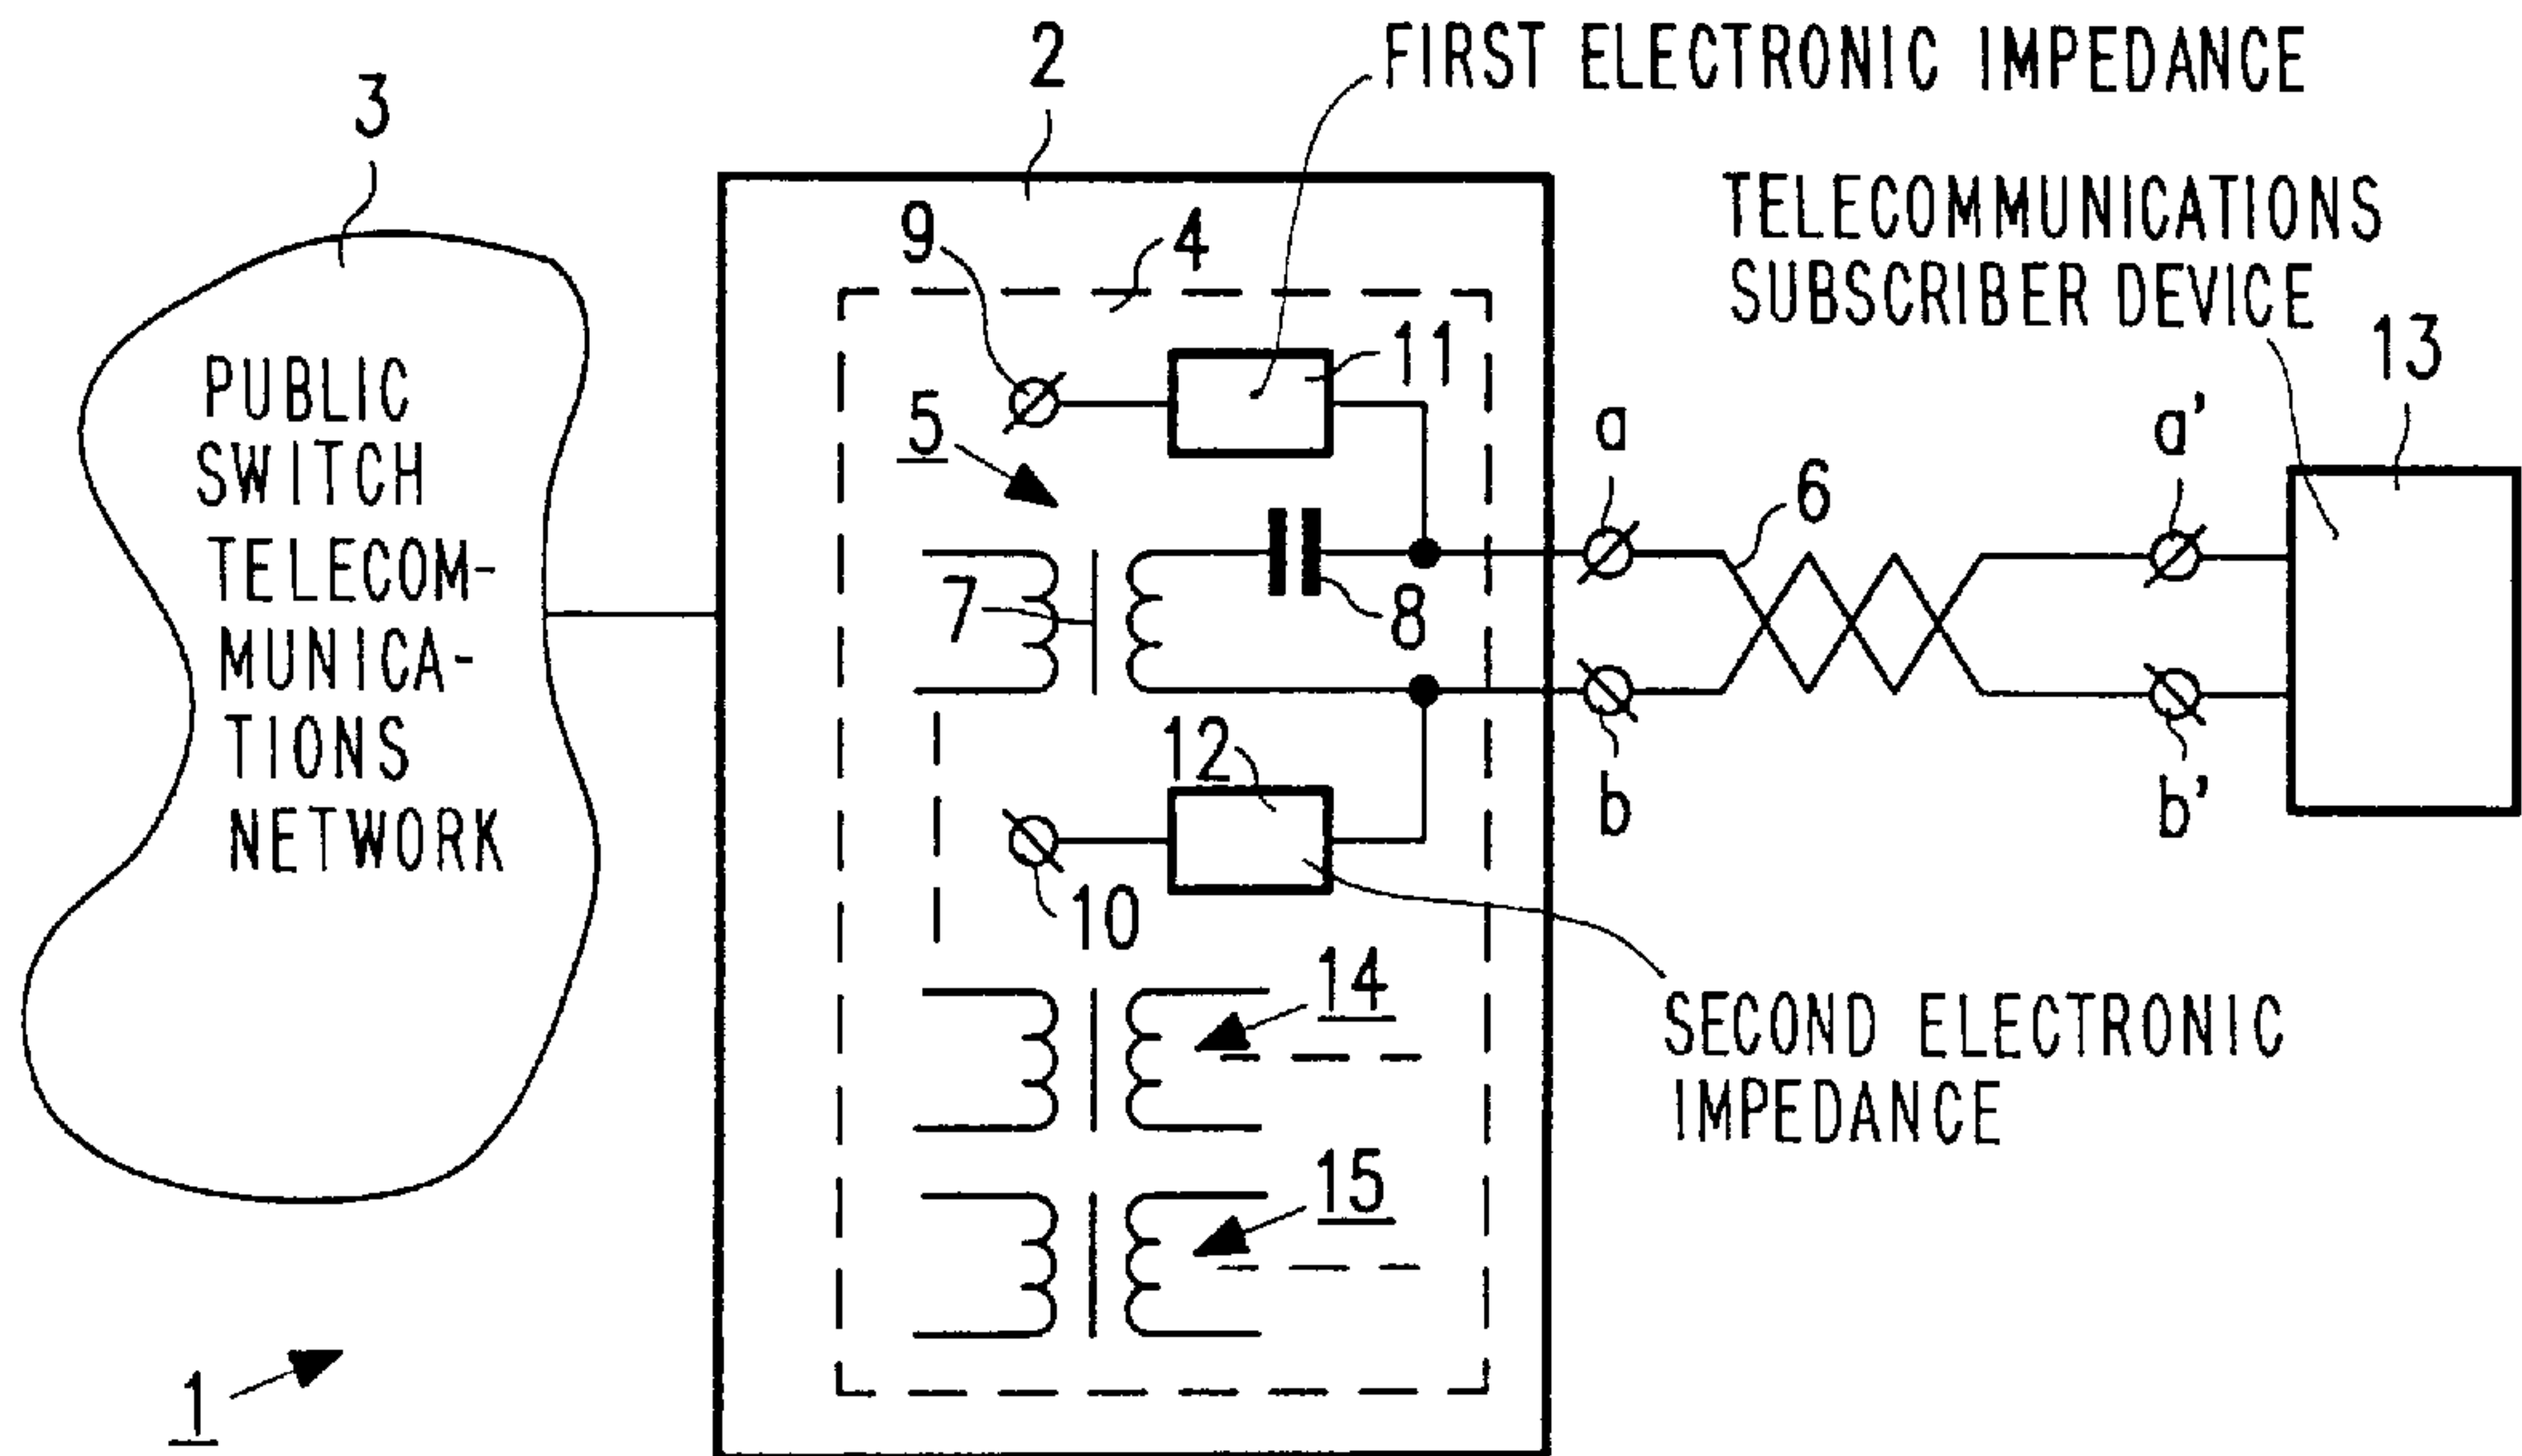 2
FIRST ELECTRONIC IMPEDANCE
3
TELECOMMUNICATIONS
SUBSCRIBER DEVICE
9
4
11
13
PUBLIC
SWITCH
TELECOM-
MUNICA-
TIONS
NETWORK
5
a
a'
6
7
8
12
b
b'
10
14
SECOND ELECTRONIC
IMPEDANCE
15
1